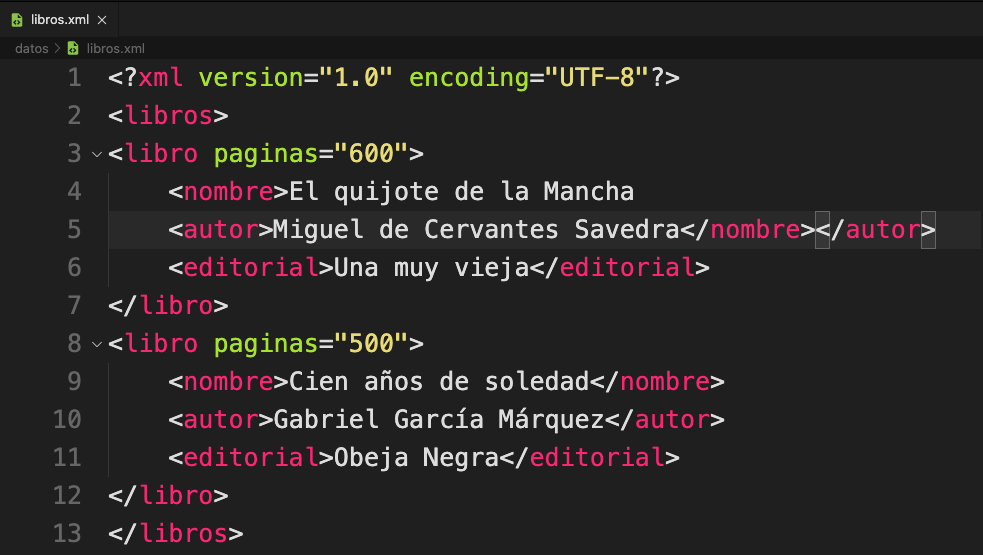 libros.xml ×
datos > libros.xml
1 <?xml version="1.0" encoding="UTF-8"?>
2 <libros>
3 <libro paginas="600">
4     <nombre>El quijote de la Mancha
5     <autor>Miguel de Cervantes Savedra</nombre></autor>
6     <editorial>Una muy vieja</editorial>
7 </libro>
8 <libro paginas="500">
9     <nombre>Cien años de soledad</nombre>
10     <autor>Gabriel García Márquez</autor>
11     <editorial>Obeja Negra</editorial>
12 </libro>
13 </libros>